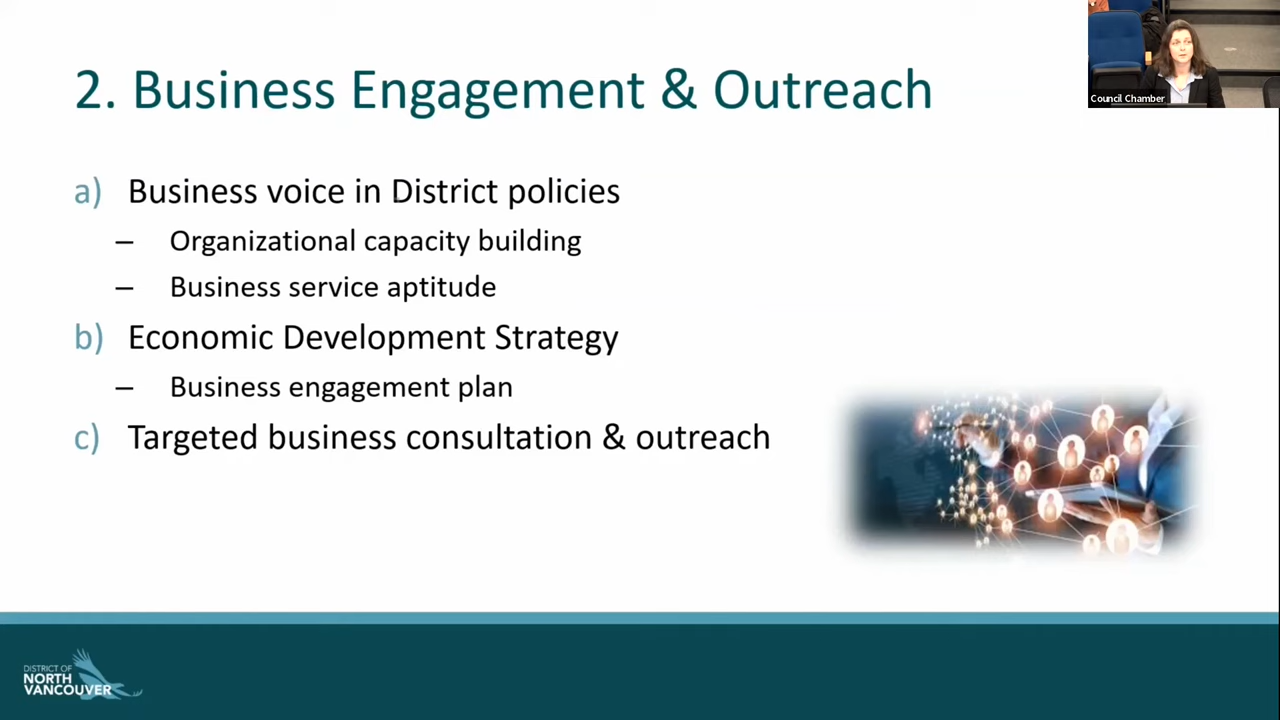 2. Business Engagement & Outreach
Council Chamber
a) Business voice in District policies
– Organizational capacity building
– Business service aptitude
b) Economic Development Strategy
– Business engagement plan
c) Targeted business consultation & outreach
DISTRICT OF
NORTH
VANCOUVER